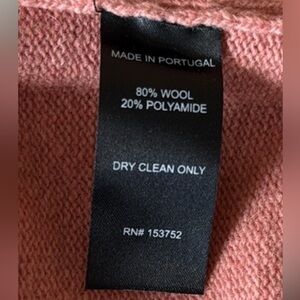 MADE IN PORTUGAL
80% WOOL
20% POLYAMIDE
DRY CLEAN ONLY
RN# 153752